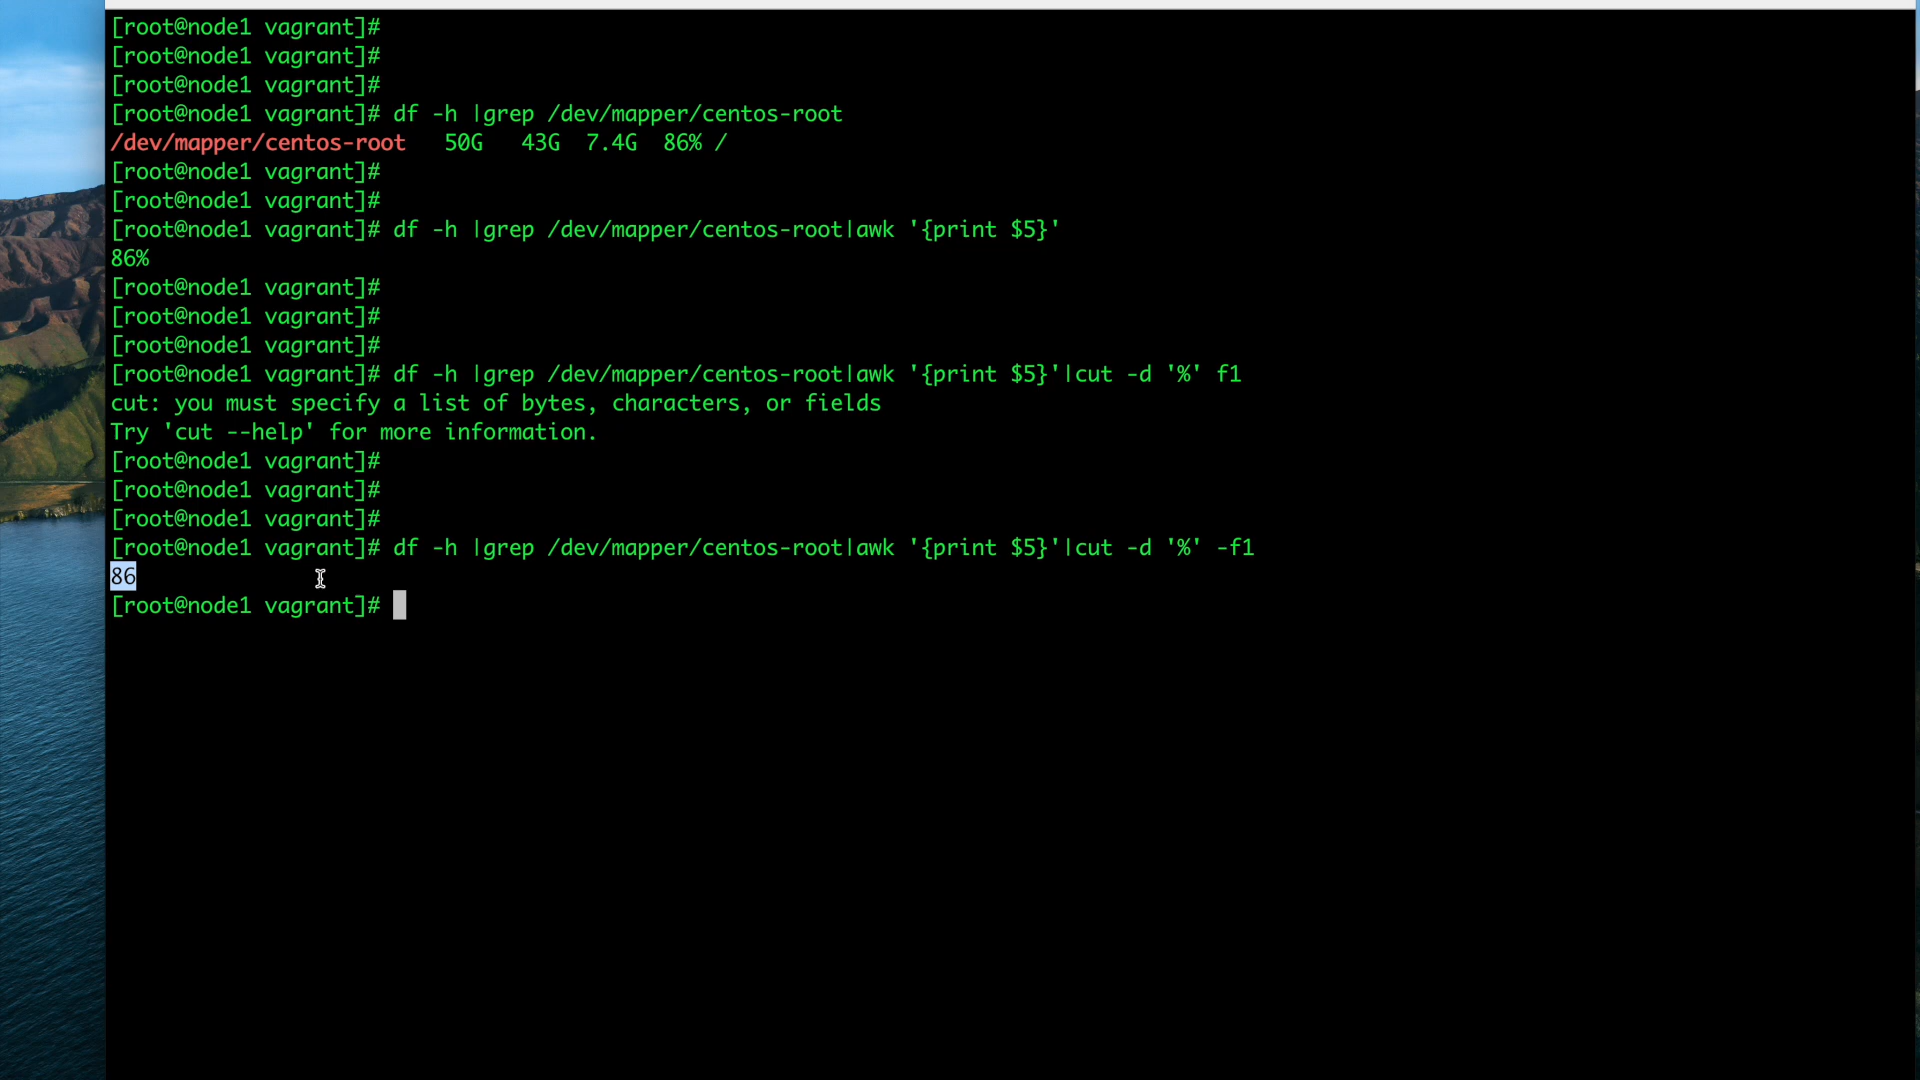 [root@node1 vagrant]#
[root@node1 vagrant]#
[root@node1 vagrant]#
[root@node1 vagrant]# df -h |grep /dev/mapper/centos-root
/dev/mapper/centos-root   50G   43G  7.4G  86% /
[root@node1 vagrant]#
[root@node1 vagrant]#
[root@node1 vagrant]# df -h |grep /dev/mapper/centos-root|awk '{print $5}'
86%
[root@node1 vagrant]#
[root@node1 vagrant]#
[root@node1 vagrant]#
[root@node1 vagrant]# df -h |grep /dev/mapper/centos-root|awk '{print $5}'|cut -d '%' f1
cut: you must specify a list of bytes, characters, or fields
Try 'cut --help' for more information.
[root@node1 vagrant]#
[root@node1 vagrant]#
[root@node1 vagrant]#
[root@node1 vagrant]# df -h |grep /dev/mapper/centos-root|awk '{print $5}'|cut -d '%' -f1
86
[root@node1 vagrant]#